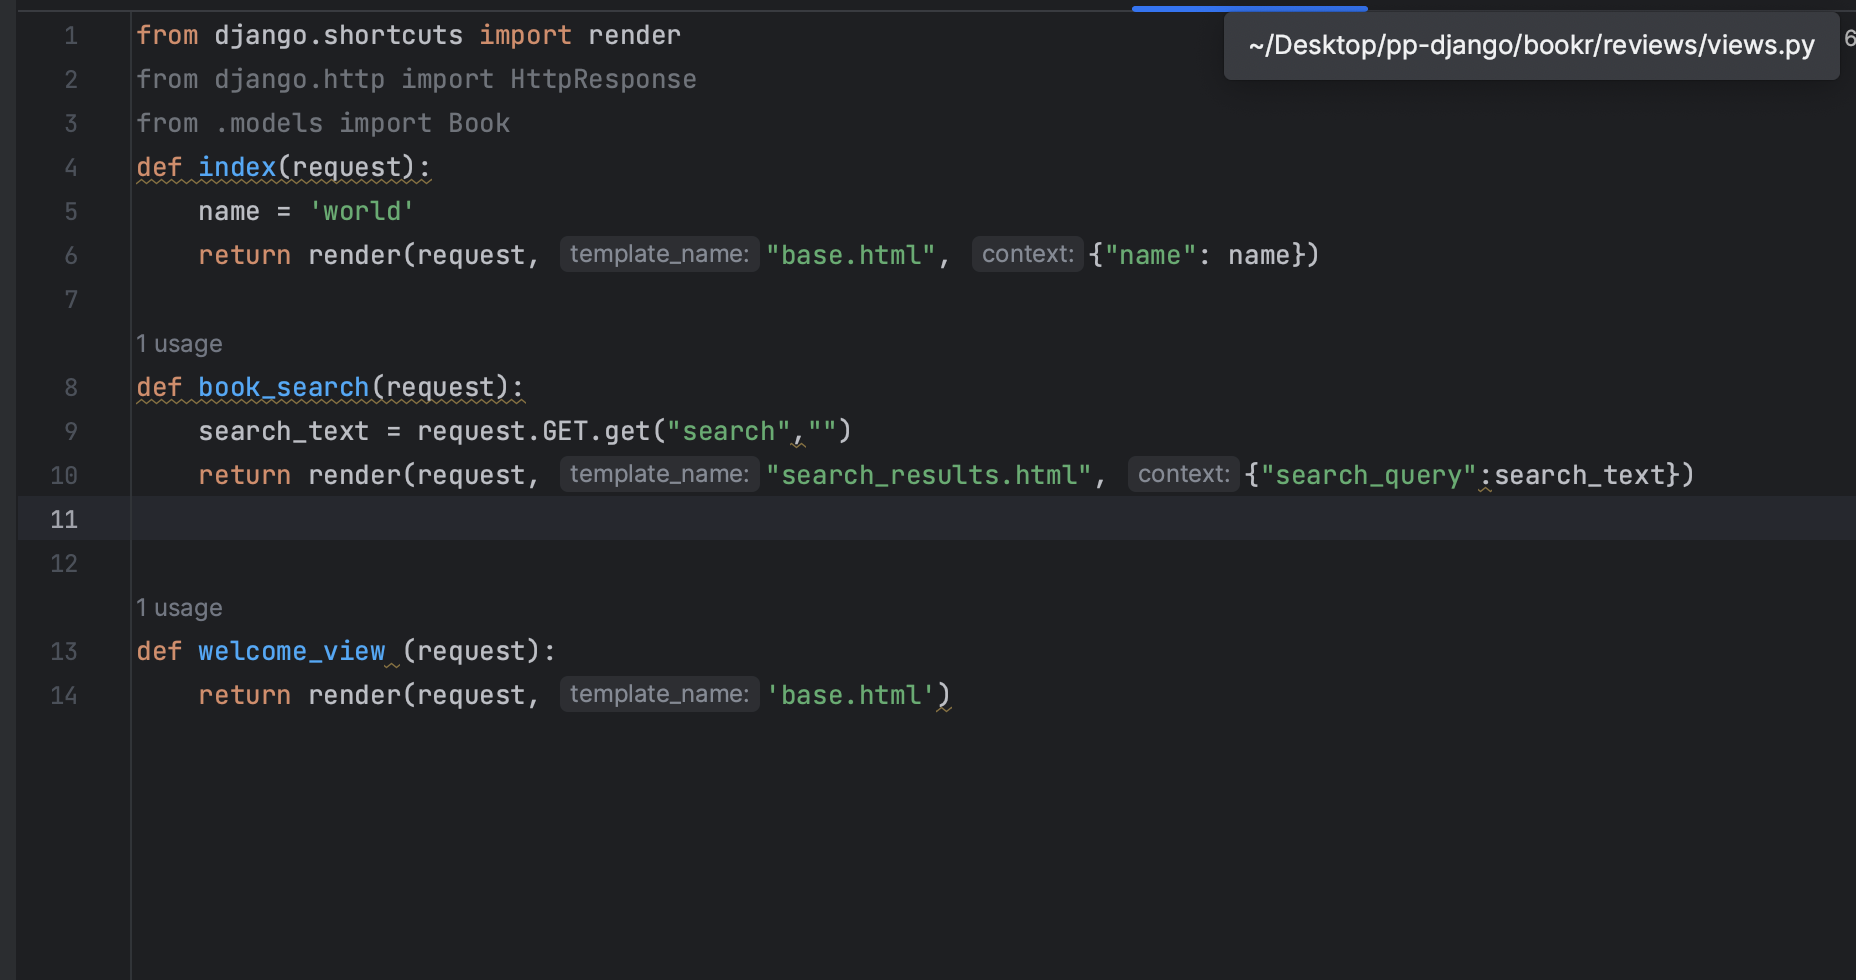 ~/Desktop/pp-django/bookr/reviews/views.py
6
1 from django.shortcuts import render
2 from django.http import HttpResponse
3 from .models import Book
4 def index(request):
5 name = 'world'
6 return render(request, template_name: "base.html", context: {"name": name})
7
1 usage
8 def book_search(request):
9 search_text = request.GET.get("search","")
10 return render(request, template_name: "search_results.html", context: {"search_query":search_text})
11
12
1 usage
13 def welcome_view (request):
14 return render(request, template_name: 'base.html')